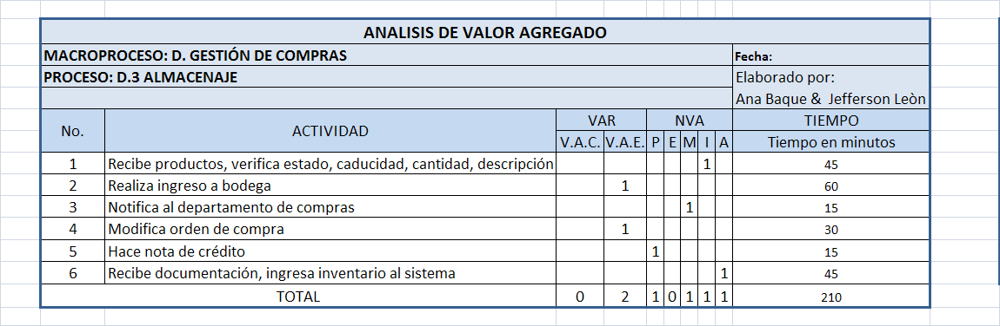 ANALISIS DE VALOR AGREGADO
MACROPROCESO: D. GESTIÓN DE COMPRAS Fecha:
PROCESO: D.3 ALMACENAJE Elaborado por:
Ana Baque & Jefferson Leòn
No. ACTIVIDAD VAR NVA TIEMPO
V.A.C. V.A.E. P E M I A Tiempo en minutos
1 Recibe productos, verifica estado, caducidad, cantidad, descripción 1 45
2 Realiza ingreso a bodega 1 60
3 Notifica al departamento de compras 1 15
4 Modifica orden de compra 1 30
5 Hace nota de crédito 1 15
6 Recibe documentación, ingresa inventario al sistema 1 45
TOTAL 0 2 1 0 1 1 1 210